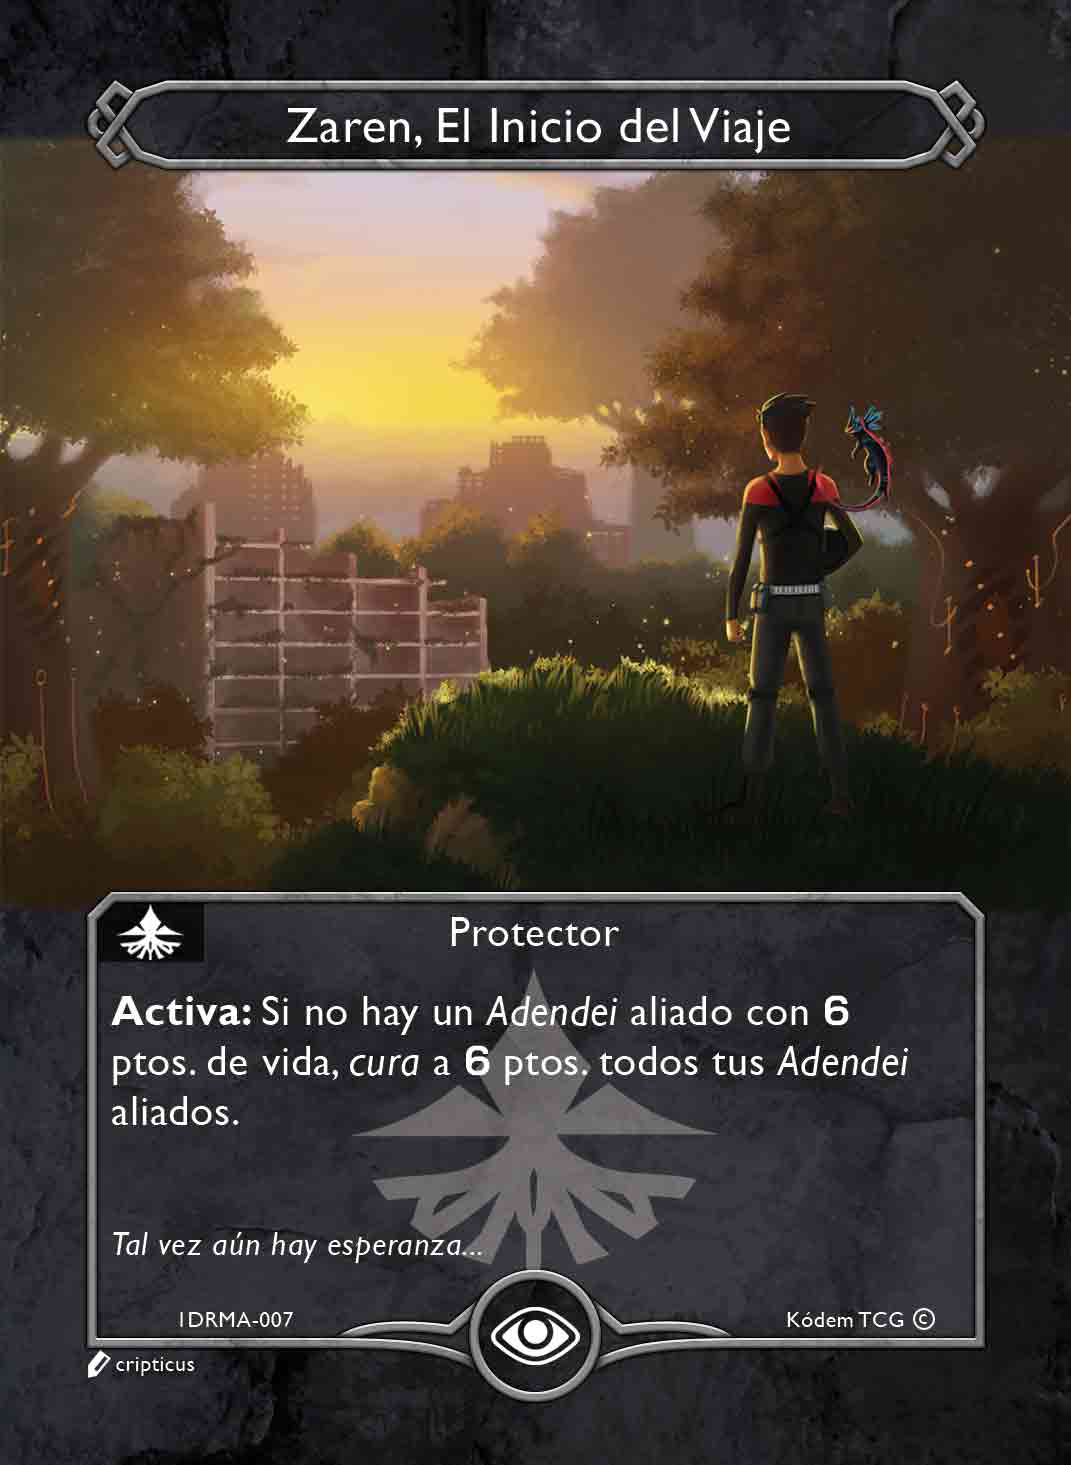 Zaren, El Inicio del Viaje
Protector
Activa: Si no hay un Adendei aliado con 6
ptos. de vida, cura a 6 ptos. todos tus Adendei
aliados.
Tal vez aún hay esperanza...
1DRMA-007
Kódem TCG ©
cripticus